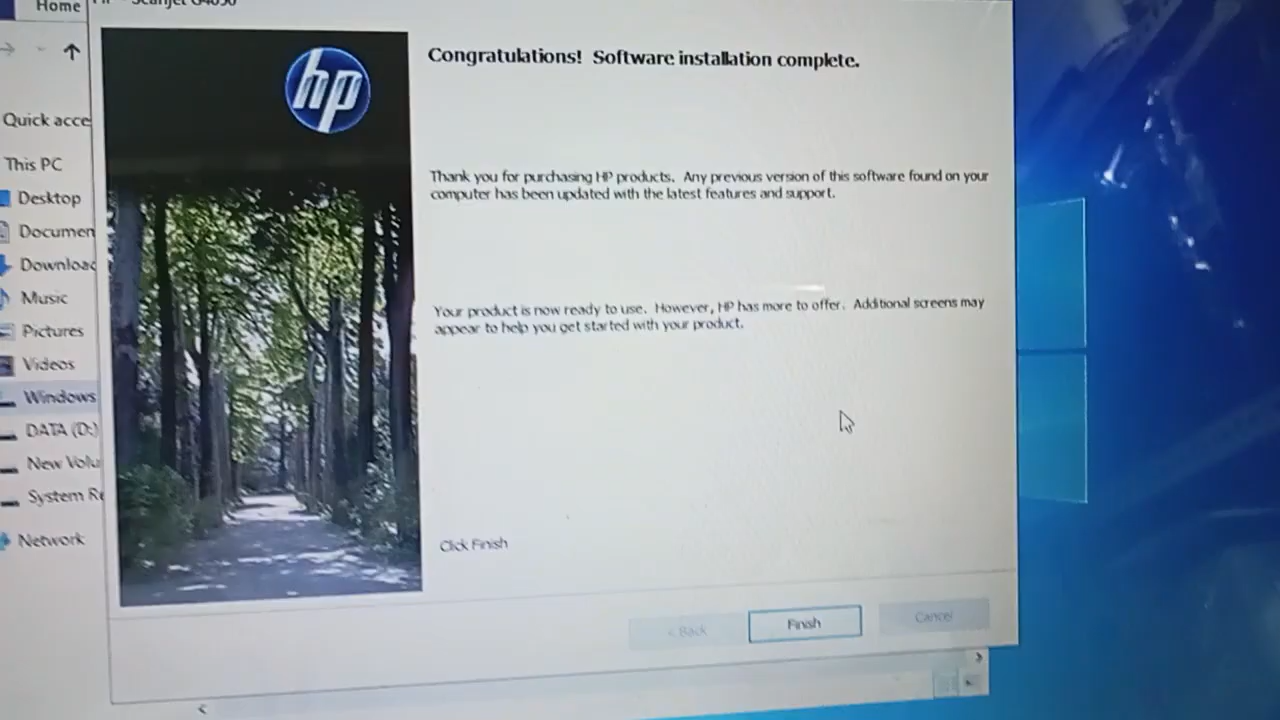 Home
Quick acce
This PC
Desktop
Documen
Downloac
Music
Pictures
Videos
Windows
DATA (D:)
New Volu
System Re
Network
hp
Congratulations! Software installation complete.
Thank you for purchasing HP products. Any previous version of this software found on your
computer has been updated with the latest features and support.
Your product is now ready to use. However, HP has more to offer. Additional screens may
appear to help you get started with your product.
Click Finish
< Back
Finish
Cancel